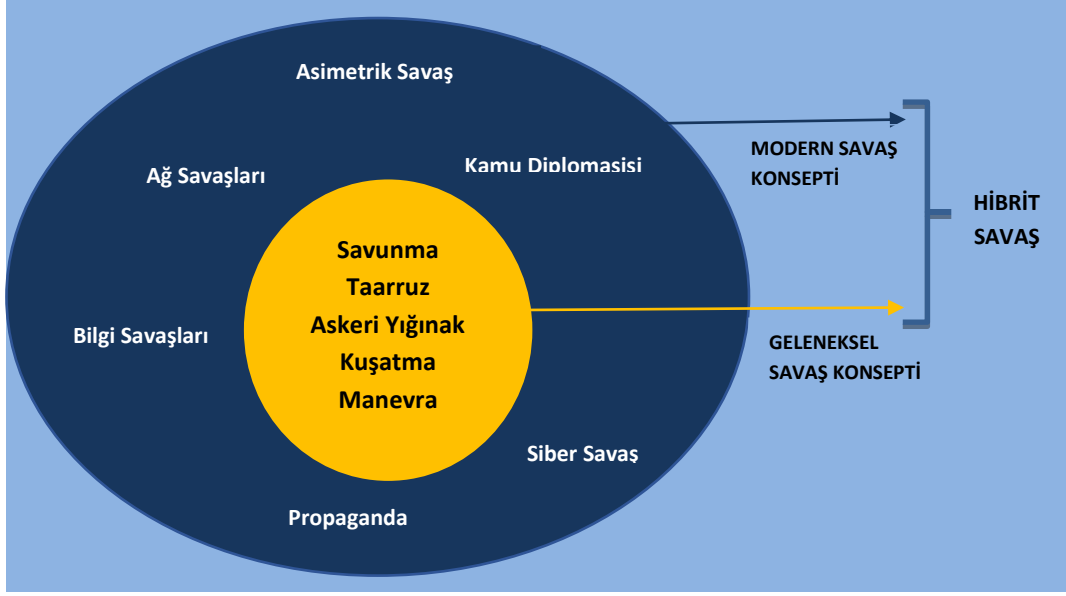 Asimetrik Savaş
Ağ Savaşları
Kamu Diplomasisi
Savunma
Taarruz
Askeri Yığınak
Kuşatma
Manevra
Bilgi Savaşları
Siber Savaş
Propaganda
MODERN SAVAŞ
KONSEPTİ
GELENEKSEL
SAVAŞ KONSEPTİ
HİBRİT
SAVAŞ